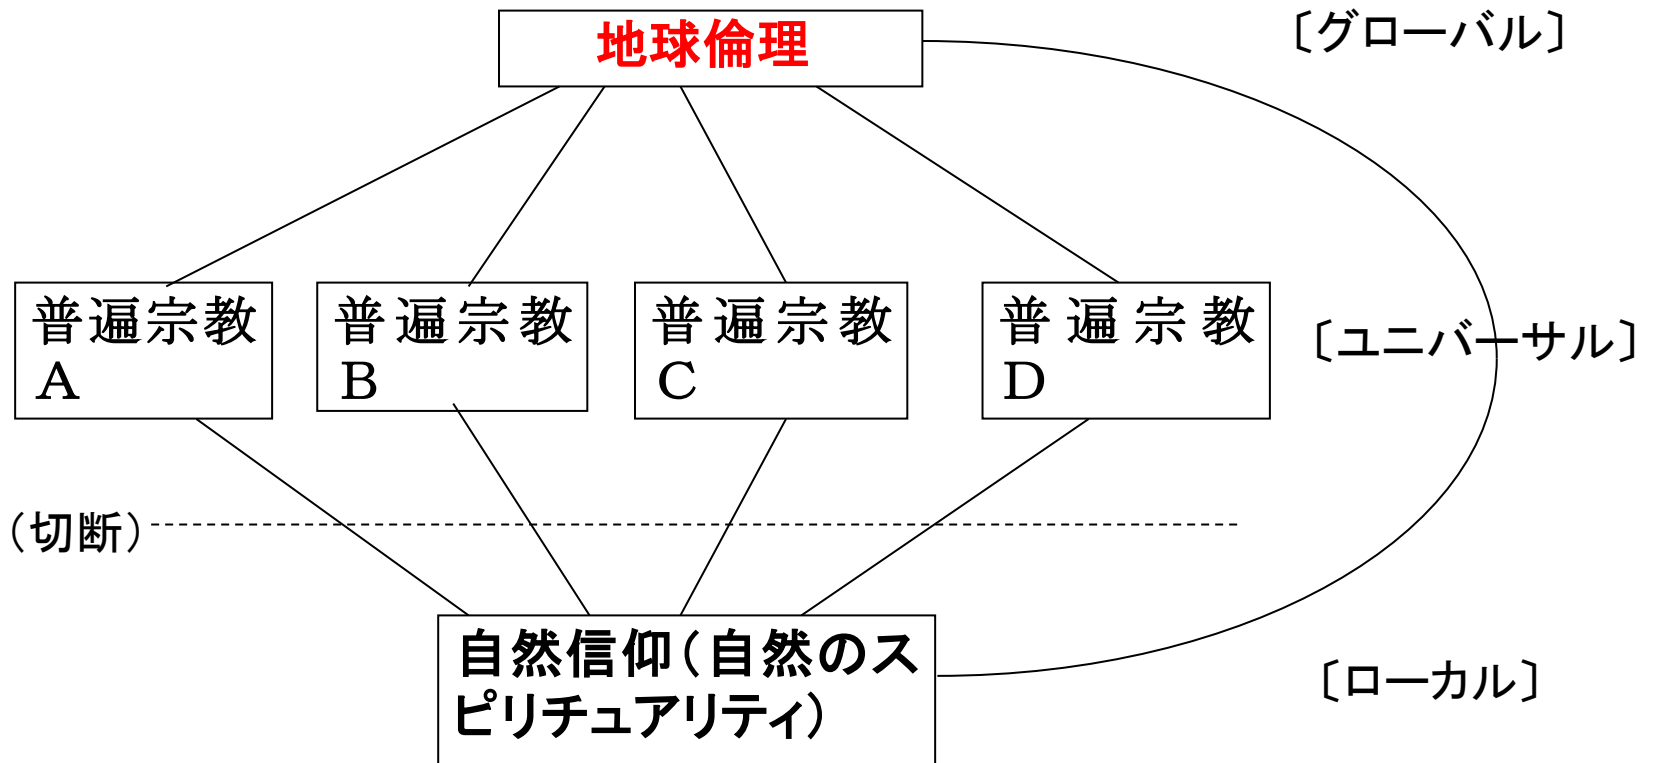 地球倫理
〔グローバル〕
普遍宗教
A
普遍宗教
B
普遍宗教
C
普遍宗教
D
〔ユニバーサル〕
（切断）
自然信仰（自然のス
ピリチュアリティ）
〔ローカル〕